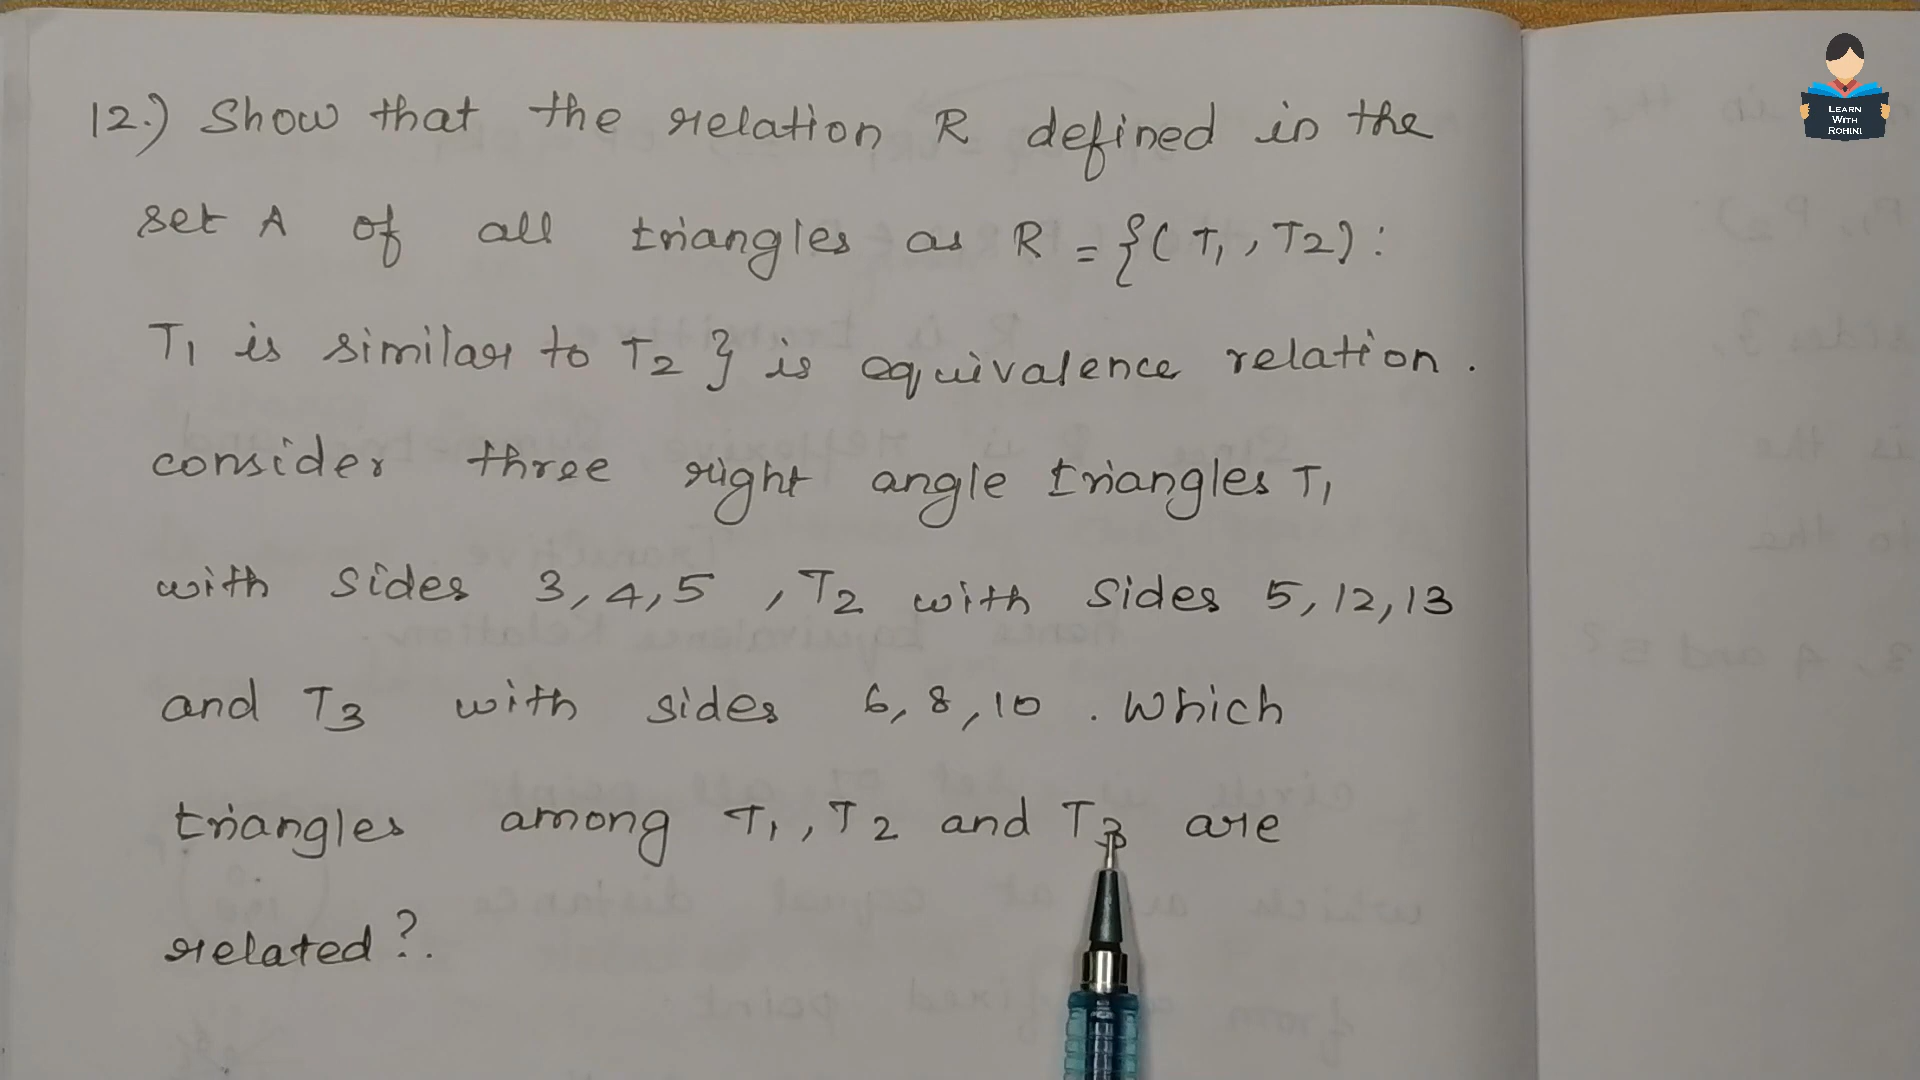 12.) Show that the relation R defined in the
set A of all triangles as R = {(T1, T2) :
T1 is similar to T2 } is equivalence relation.
consider three right angle triangles T1
with sides 3, 4, 5 , T2 with sides 5, 12, 13
and T3 with sides 6, 8, 10 . Which
triangles among T1, T2 and T3 are
related ?.
LEARN
WITH
ROHINI